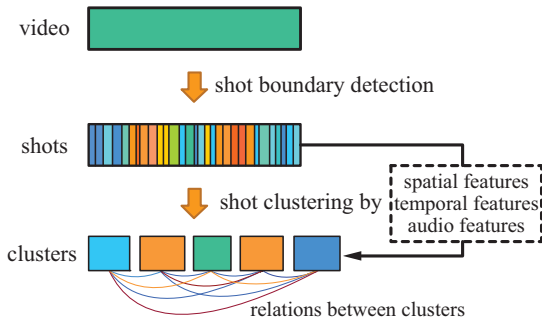 video
shot boundary detection
shots
shot clustering by
spatial features
temporal features
audio features
clusters
relations between clusters